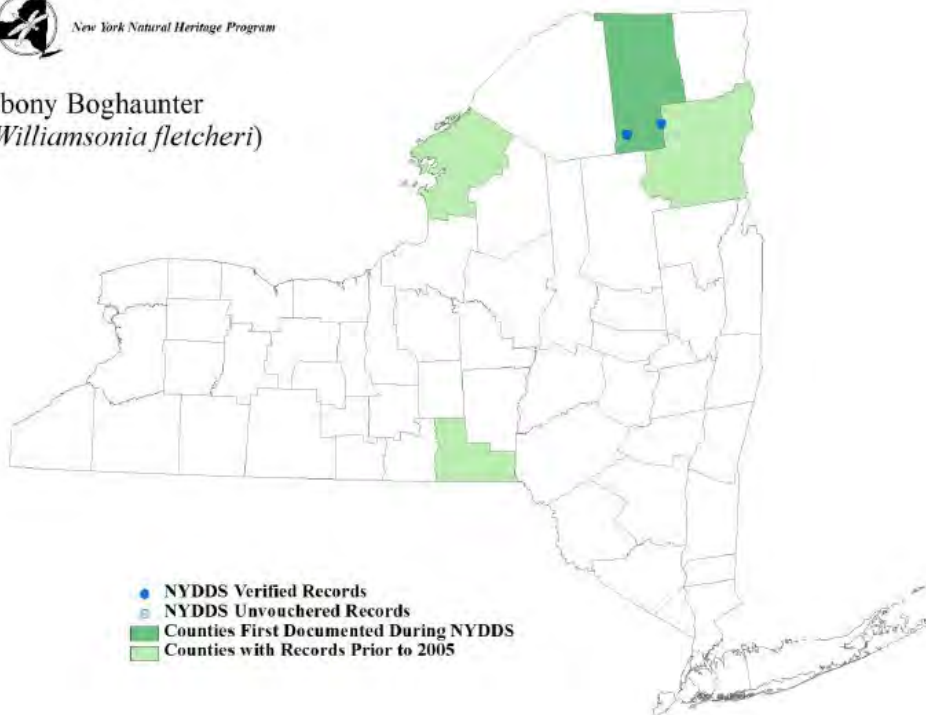 New York Natural Heritage Program
bony Boghaunter
Williamsonia fletcheri)
NYDDS Verified Records
NYDDS Unvouchered Records
Counties First Documented During NYDDS
Counties with Records Prior to 2005